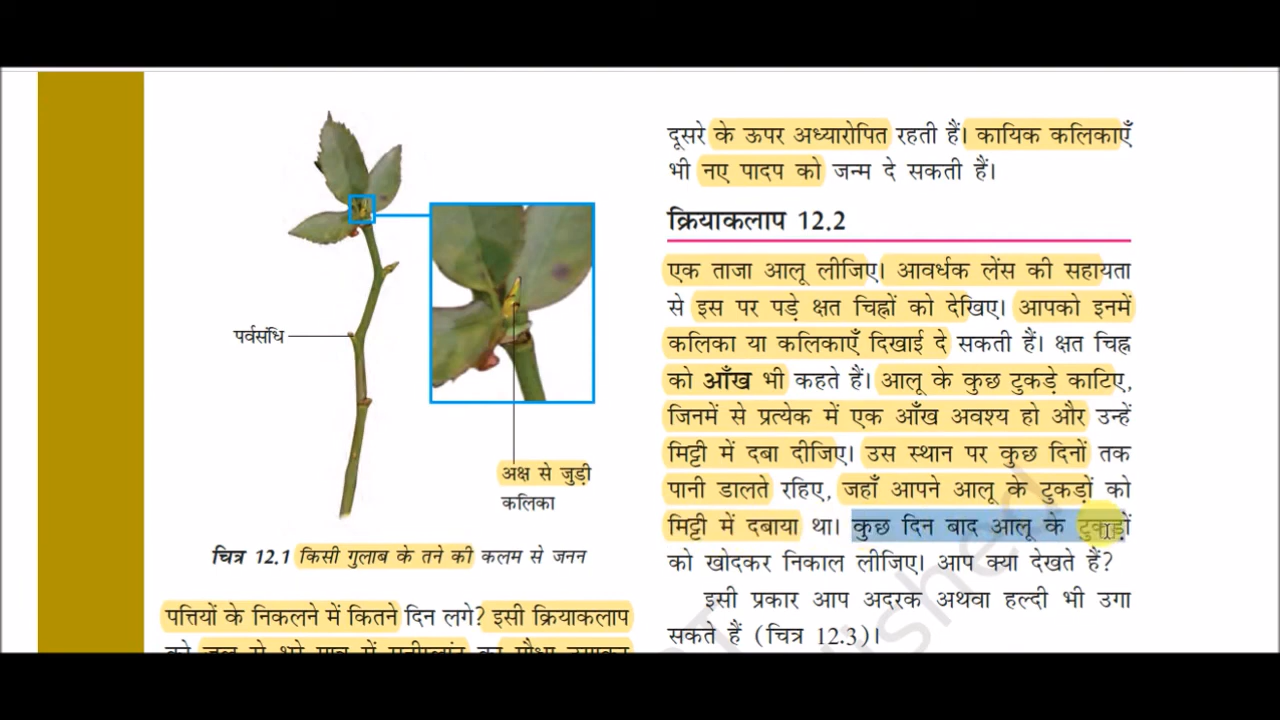 पर्वसंधि
अक्ष से जुड़ी
कलिका
चित्र 12.1 किसी गुलाब के तने की कलम से जनन
पत्तियों के निकलने में कितने दिन लगे? इसी क्रियाकलाप
दूसरे के ऊपर अध्यारोपित रहती हैं। कायिक कलिकाएँ
भी नए पादप को जन्म दे सकती हैं।
क्रियाकलाप 12.2
एक ताजा आलू लीजिए। आवर्धक लेंस की सहायता
से इस पर पड़े क्षत चिह्नों को देखिए। आपको इनमें
कलिका या कलिकाएँ दिखाई दे सकती हैं। क्षत चिह्न
को आँख भी कहते हैं। आलू के कुछ टुकड़े काटिए,
जिनमें से प्रत्येक में एक आँख अवश्य हो और उन्हें
मिट्टी में दबा दीजिए। उस स्थान पर कुछ दिनों तक
पानी डालते रहिए, जहाँ आपने आलू के टुकड़ों को
मिट्टी में दबाया था। कुछ दिन बाद आलू के टुकड़ों
को खोदकर निकाल लीजिए। आप क्या देखते हैं?
इसी प्रकार आप अदरक अथवा हल्दी भी उगा
सकते हैं (चित्र 12.3)।